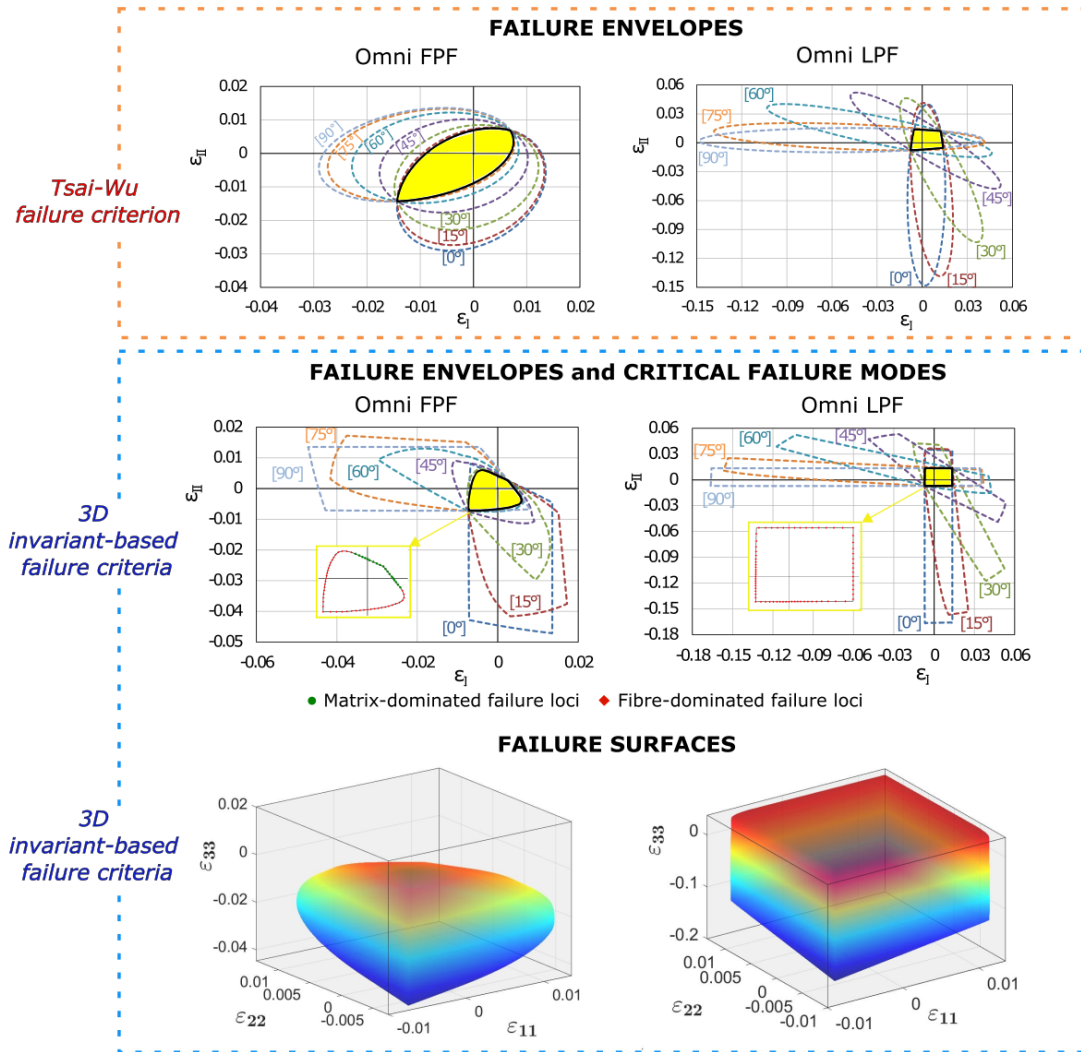 FAILURE ENVELOPES
Omni FPF
Omni LPF
Tsai-Wu
failure criterion
0.02
0.01
0
-0.01
-0.02
-0.03
-0.04
εII
[90°]
[75°]
[60°]
[45°]
[30°]
[15°]
[0°]
-0.04 -0.03 -0.02 -0.01 0 0.01 0.02
εI
0.06
0.03
0
-0.03
-0.06
-0.09
-0.12
-0.15
εII
[60°]
[75°]
[90°]
[45°]
[30°]
[0°]
[15°]
-0.15 -0.12 -0.09 -0.06 -0.03 0 0.03 0.06
εI
FAILURE ENVELOPES and CRITICAL FAILURE MODES
Omni FPF
Omni LPF
3D
invariant-based
failure criteria
0.02
0.01
0
-0.01
-0.02
-0.03
-0.04
-0.05
εII
[75°]
[90°]
[60°]
[45°]
[30°]
[15°]
[0°]
-0.06 -0.04 -0.02 0 0.02
εI
0.06
0.03
0
-0.03
-0.06
-0.09
-0.12
-0.15
-0.18
εII
[60°]
[45°]
[75°]
[90°]
[30°]
[0°]
[15°]
-0.18 -0.15 -0.12 -0.09 -0.06 -0.03 0 0.03 0.06
εI
Matrix-dominated failure loci
Fibre-dominated failure loci
FAILURE SURFACES
3D
invariant-based
failure criteria
0.02
0
-0.02
-0.04
ε33
0.01
0.005
0
-0.005
-0.01
ε22
0
0.01
ε11
0
-0.1
-0.2
ε33
0.01
0.005
0
-0.005
-0.01
ε22
-0.01
0
0.01
ε11